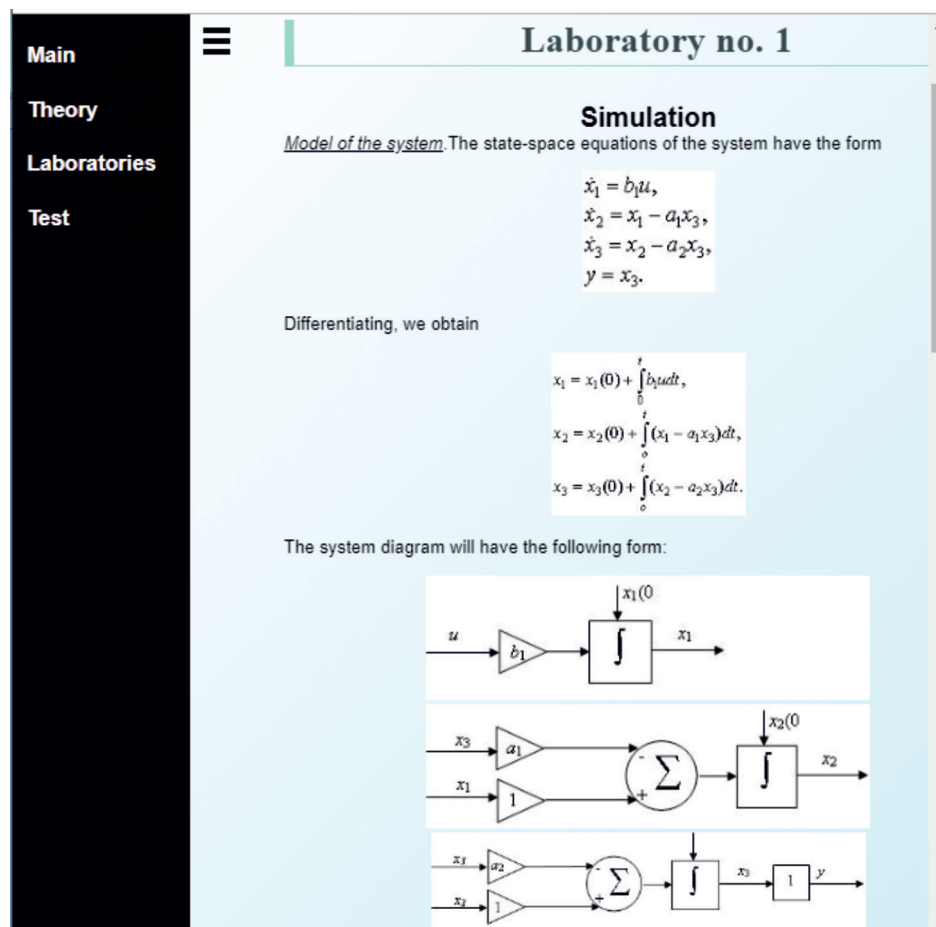 Main
Theory
Laboratories
Test
Laboratory no. 1
Simulation
Model of the system.The state-space equations of the system have the form
ẋ₁ = b₁u,
ẋ₂ = x₁ − a₁x₃,
ẋ₃ = x₂ − a₂x₃,
y = x₃.
Differentiating, we obtain
x₁ = x₁(0) + ∫₀ᵗ b₁udt,
x₂ = x₂(0) + ∫₀ᵗ (x₁ − a₁x₃)dt,
x₃ = x₃(0) + ∫₀ᵗ (x₂ − a₂x₃)dt.
The system diagram will have the following form:
x₁(0
u b₁ ∫ x₁
x₂(0
x₃ a₁ - Σ ∫ x₂
x₁ 1 +
x₃ a₂ - Σ ∫ x₃ 1 y
x₂ 1 +